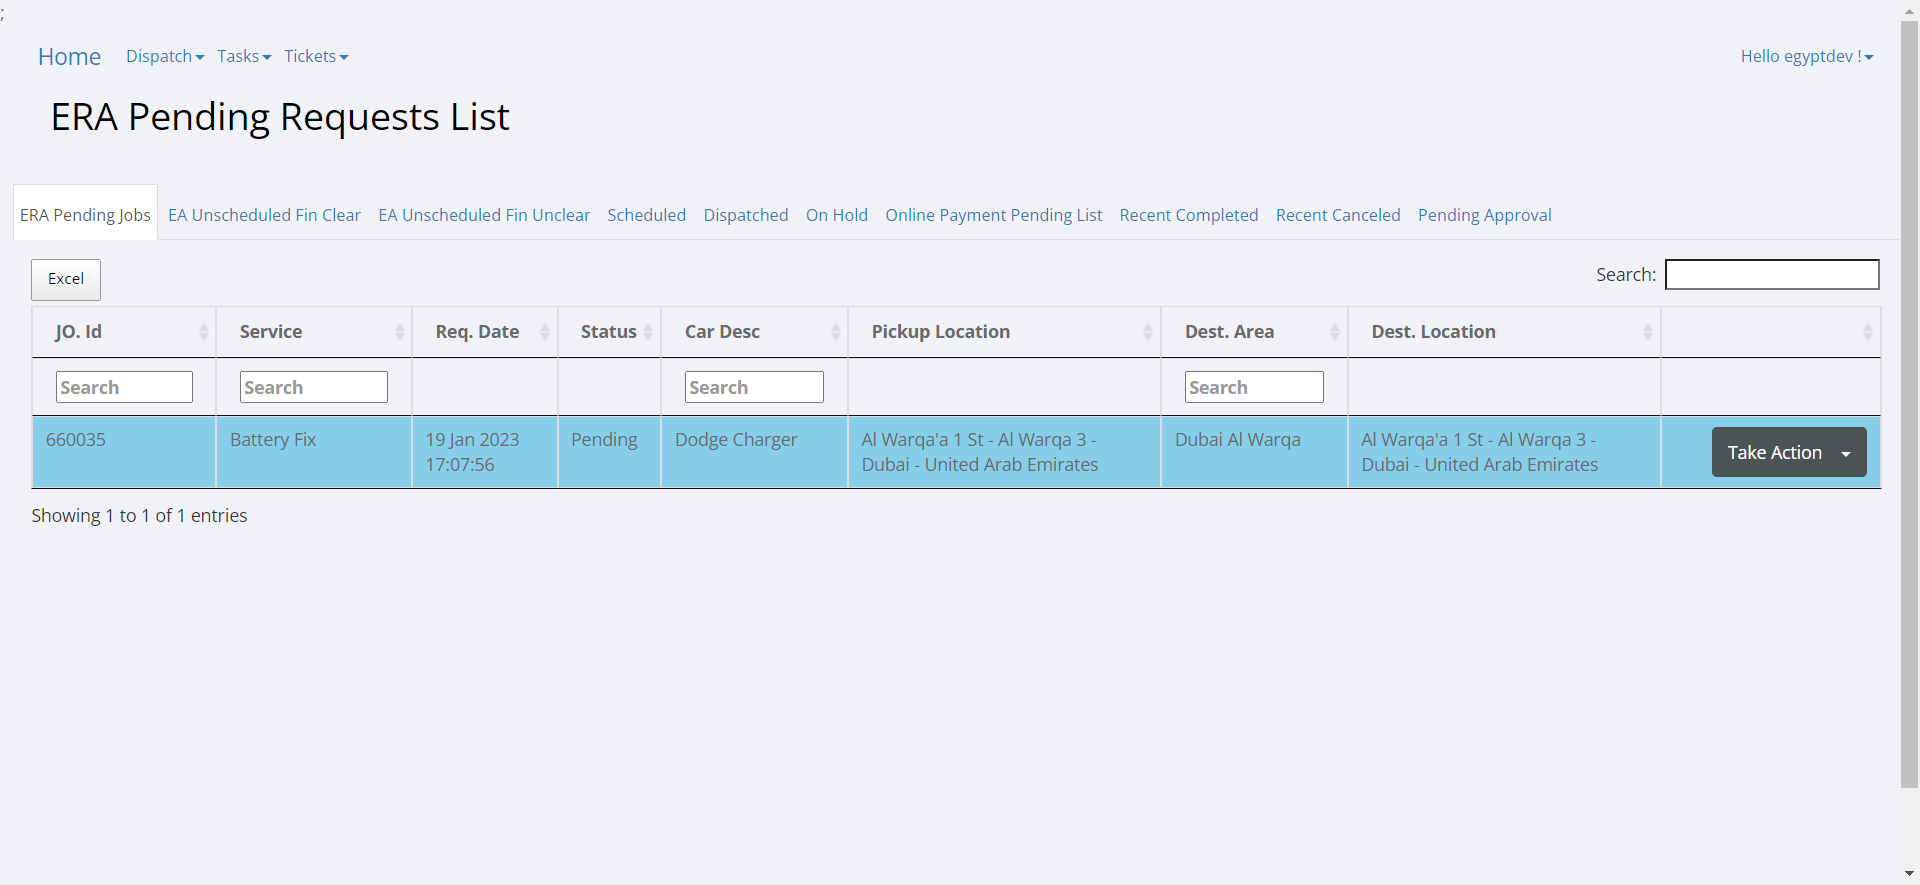 ;
Home Dispatch Tasks Tickets Hello egyptdev !
ERA Pending Requests List
ERA Pending Jobs EA Unscheduled Fin Clear EA Unscheduled Fin Unclear Scheduled Dispatched On Hold Online Payment Pending List Recent Completed Recent Canceled Pending Approval
Excel Search:
JO. Id Service Req. Date Status Car Desc Pickup Location Dest. Area Dest. Location
Search Search Search Search
660035 Battery Fix 19 Jan 2023 Pending Dodge Charger Al Warqa'a 1 St - Al Warqa 3 - Dubai Al Warqa Al Warqa'a 1 St - Al Warqa 3 - Take Action
17:07:56 Dubai - United Arab Emirates Dubai - United Arab Emirates
Showing 1 to 1 of 1 entries